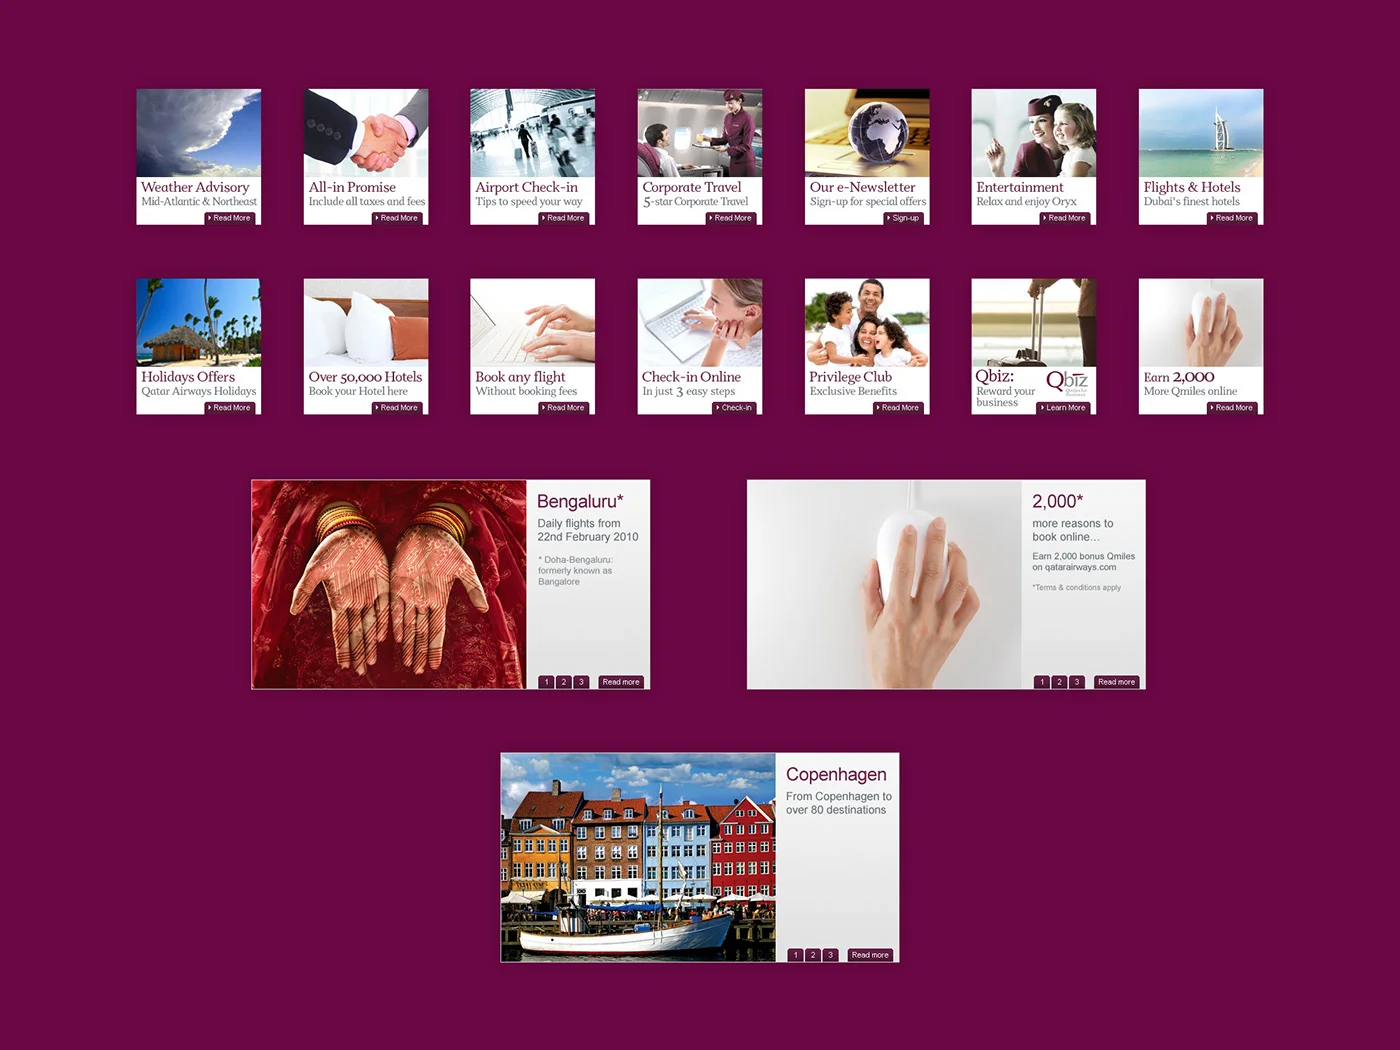 Weather Advisory
Mid-Atlantic & Northeast
Read More
All-in Promise
Include all taxes and fees
Read More
Airport Check-in
Tips to speed your way
Read More
Corporate Travel
5-star Corporate Travel
Read More
Our e-Newsletter
Sign-up for special offers
Sign-up
Entertainment
Relax and enjoy Oryx
Read More
Flights & Hotels
Dubai's finest hotels
Read More
Holidays Offers
Qatar Airways Holidays
Read More
Over 50,000 Hotels
Book your Hotel here
Read More
Book any flight
Without booking fees
Read More
Check-in Online
In just 3 easy steps
Check-in
Privilege Club
Exclusive Benefits
Read More
Qbiz:
Reward your
business
Qbiz
Learn More
Earn 2,000
More Qmiles online
Read More
Bengaluru*
Daily flights from
22nd February 2010
* Doha-Bengaluru:
formerly known as
Bangalore
1 2 3 Read more
2,000*
more reasons to
book online...
Earn 2,000 bonus Qmiles
on qatarairways.com
*Terms & conditions apply
1 2 3 Read more
Copenhagen
From Copenhagen to
over 80 destinations
1 2 3 Read more